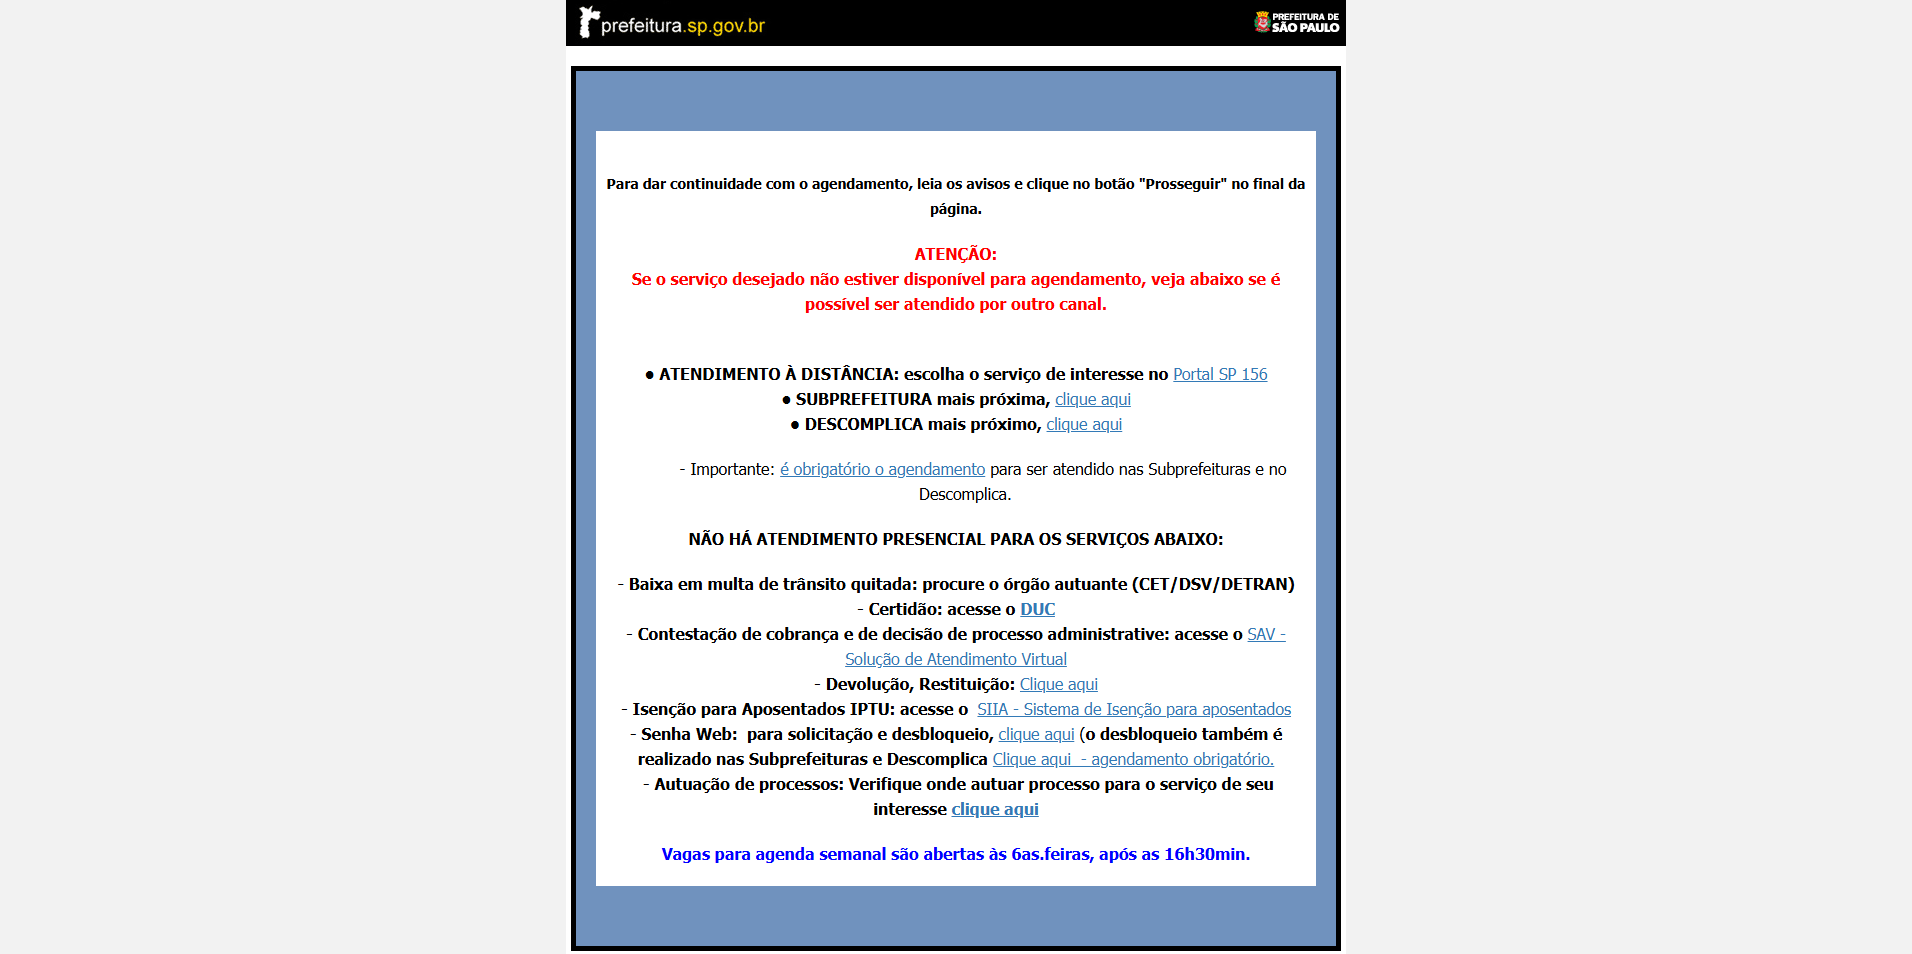 prefeitura.sp.gov.br
PREFEITURA DE
SÃO PAULO
Para dar continuidade com o agendamento, leia os avisos e clique no botão "Prosseguir" no final da
página.
ATENÇÃO:
Se o serviço desejado não estiver disponível para agendamento, veja abaixo se é
possível ser atendido por outro canal.
● ATENDIMENTO À DISTÂNCIA: escolha o serviço de interesse no Portal SP 156
● SUBPREFEITURA mais próxima, clique aqui
● DESCOMPLICA mais próximo, clique aqui
- Importante: é obrigatório o agendamento para ser atendido nas Subprefeituras e no
Descomplica.
NÃO HÁ ATENDIMENTO PRESENCIAL PARA OS SERVIÇOS ABAIXO:
- Baixa em multa de trânsito quitada: procure o órgão autuante (CET/DSV/DETRAN)
- Certidão: acesse o DUC
- Contestação de cobrança e de decisão de processo administrative: acesse o SAV -
Solução de Atendimento Virtual
- Devolução, Restituição: Clique aqui
- Isenção para Aposentados IPTU: acesse o  SIIA - Sistema de Isenção para aposentados
- Senha Web:  para solicitação e desbloqueio, clique aqui (o desbloqueio também é
realizado nas Subprefeituras e Descomplica Clique aqui  - agendamento obrigatório.
- Autuação de processos: Verifique onde autuar processo para o serviço de seu
interesse clique aqui
Vagas para agenda semanal são abertas às 6as.feiras, após as 16h30min.